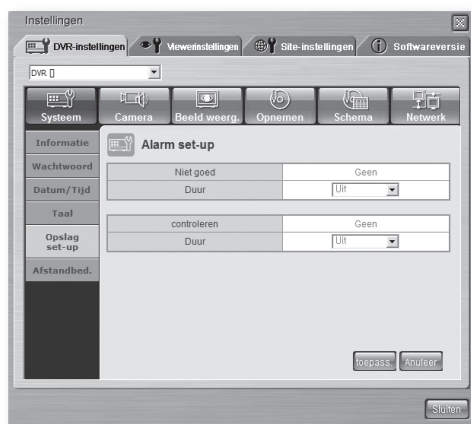 Instellingen
DVR-instellingen Viewerinstellingen Site-instellingen Softwareversie
DVR []
Systeem Camera Beeld weerg. Opnemen Schema Netwerk
Informatie
Wachtwoord
Datum/Tijd
Taal
Opslag
set-up
Afstandbed.
Alarm set-up
Niet goed Geen
Duur Uit
controleren Geen
Duur Uit
toepass. Anuleer
Sluiten